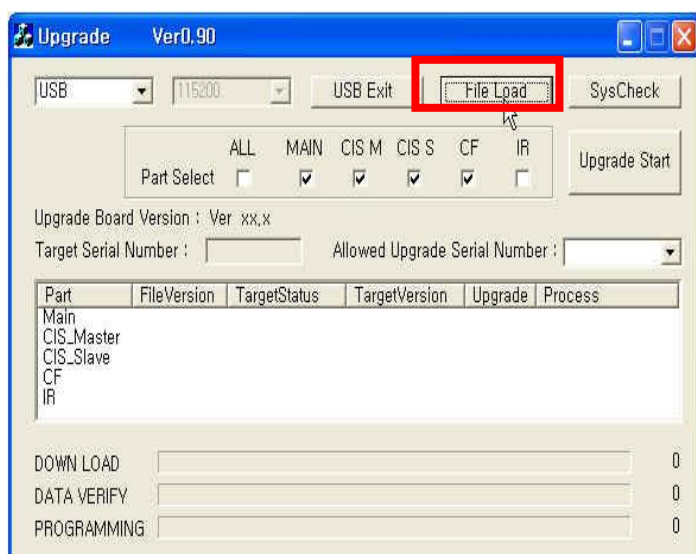 Upgrade Ver0.90
USB 115200 USB Exit File Load SysCheck
ALL MAIN CIS M CIS S CF IR
Part Select
Upgrade Start
Upgrade Board Version : Ver xx.x
Target Serial Number : Allowed Upgrade Serial Number :
Part FileVersion TargetStatus TargetVersion Upgrade Process
Main
CIS_Master
CIS_Slave
CF
IR
DOWN LOAD 0
DATA VERIFY 0
PROGRAMMING 0